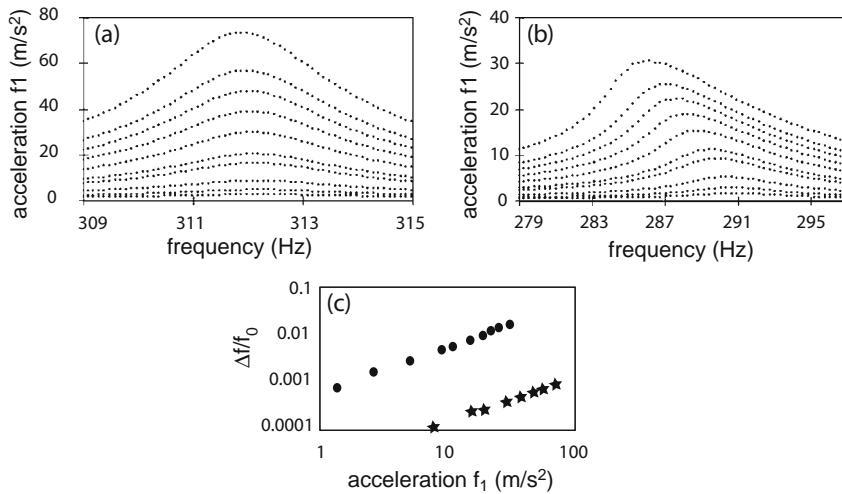 (a)
acceleration f1 (m/s²)
80
60
40
20
0
309 311 313 315
frequency (Hz)
(b)
acceleration f1 (m/s²)
40
30
20
10
0
279 283 287 291 295
frequency (Hz)
(c)
Δf/f₀
0.1
0.01
0.001
0.0001
1 10 100
acceleration f₁ (m/s²)